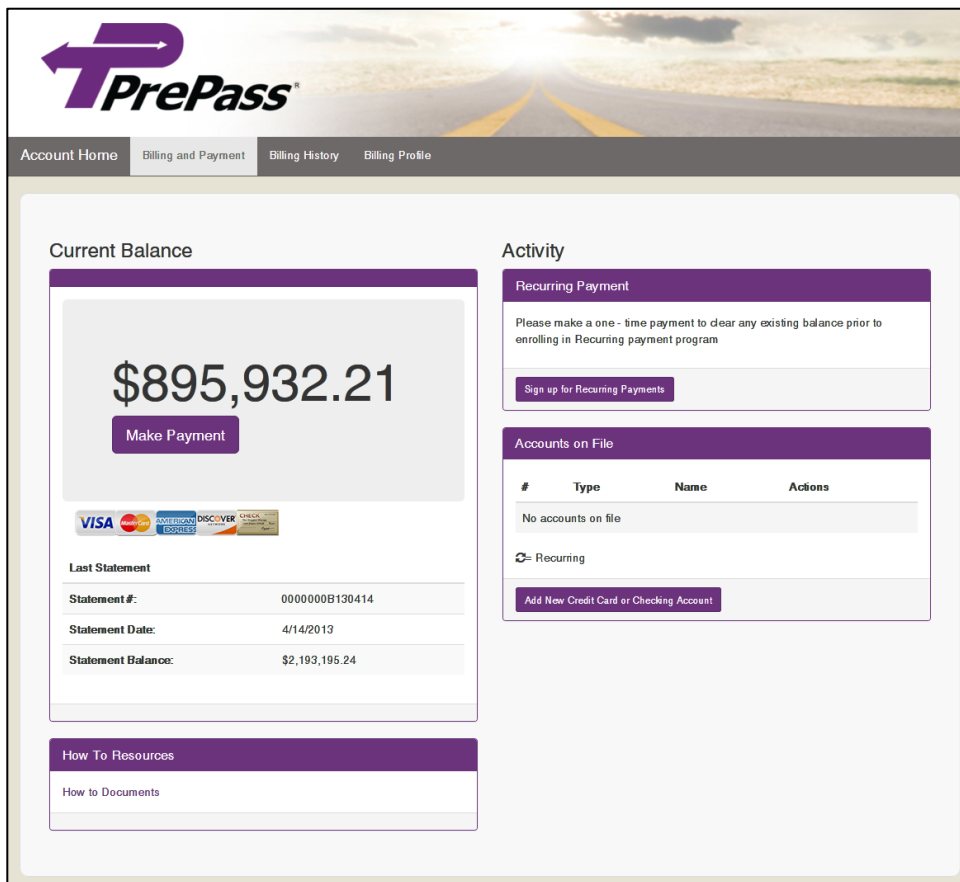 PrePass®
Account Home Billing and Payment Billing History Billing Profile
Current Balance
$895,932.21
Make Payment
VISA MasterCard AMERICAN EXPRESS DISCOVER CHECK
Last Statement
Statement #: 0000000B130414
Statement Date: 4/14/2013
Statement Balance: $2,193,195.24
How To Resources
How to Documents
Activity
Recurring Payment
Please make a one - time payment to clear any existing balance prior to
enrolling in Recurring payment program
Sign up for Recurring Payments
Accounts on File
# Type Name Actions
No accounts on file
= Recurring
Add New Credit Card or Checking Account